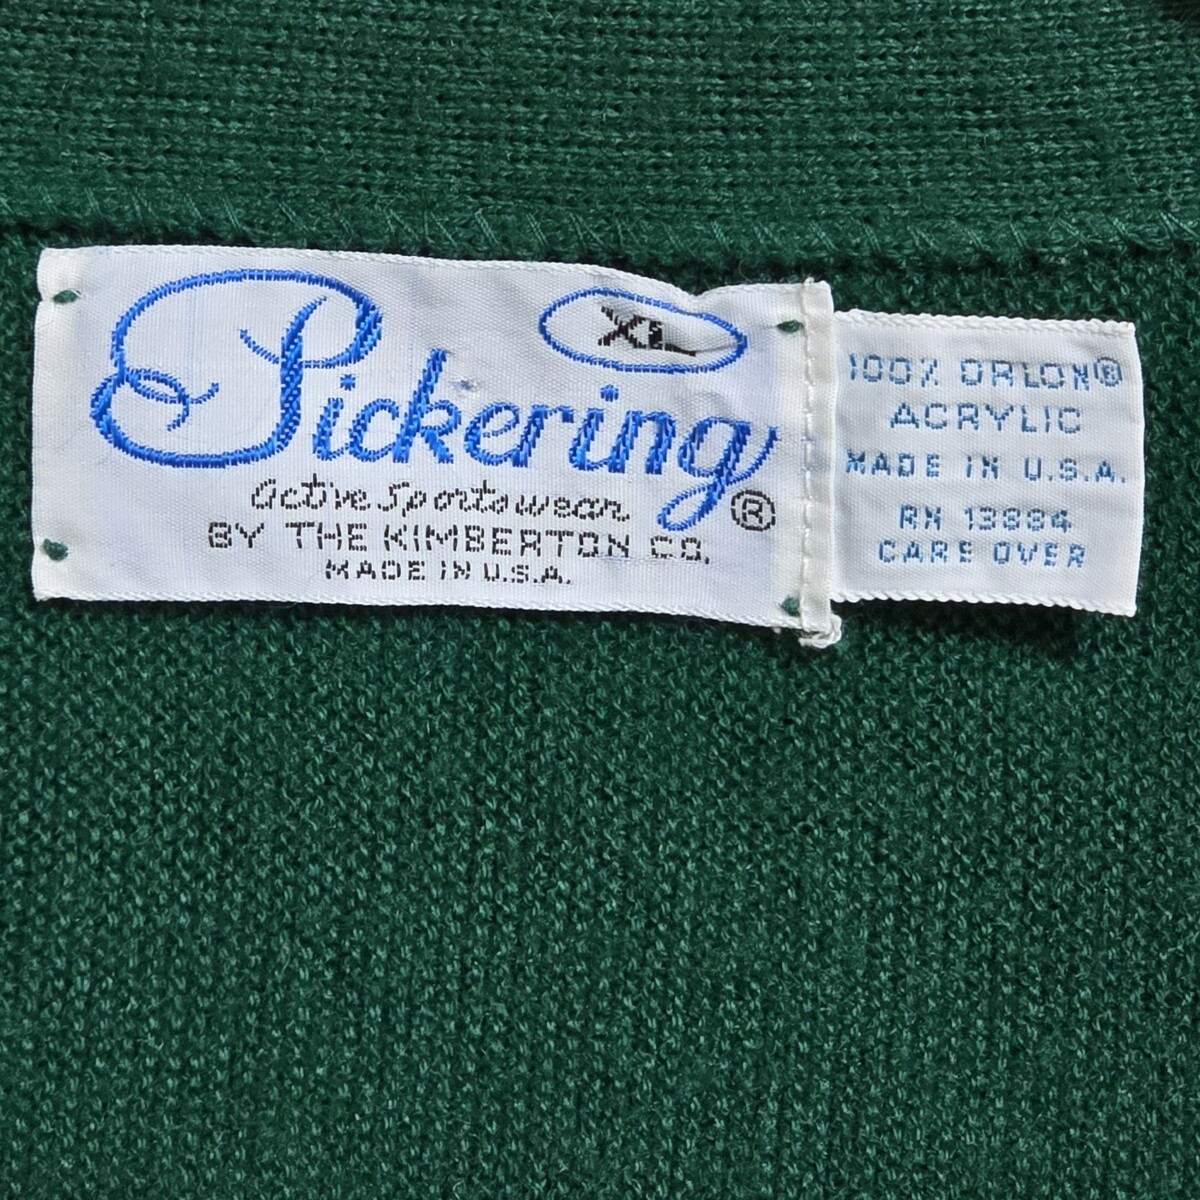 XL
Pickering®
active sportswear
BY THE KIMBERTON CO.
MADE IN U.S.A.
100% ORLON®
ACRYLIC
MADE IN U.S.A.
RN 13884
CARE OVER